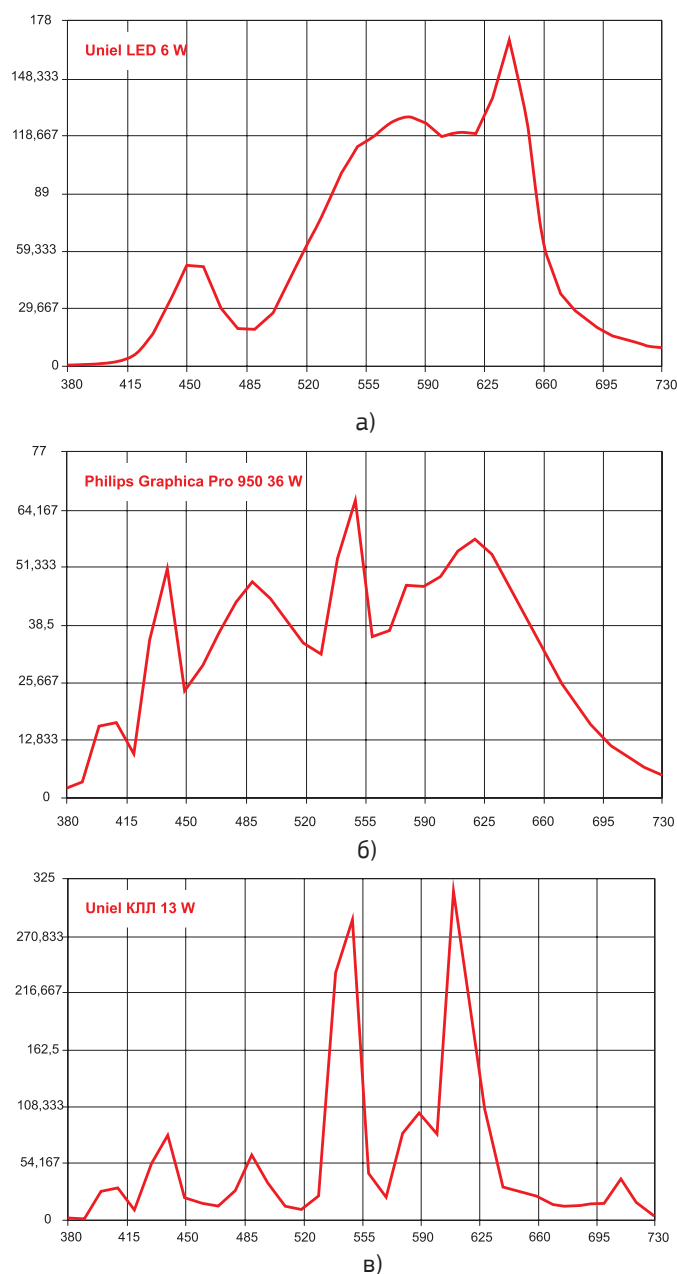 178
Uniel LED 6 W
148,333
118,667
89
59,333
29,667
0
380 415 450 485 520 555 590 625 660 695 730
а)
77
Philips Graphica Pro 950 36 W
64,167
51,333
38,5
25,667
12,833
0
380 415 450 485 520 555 590 625 660 695 730
б)
325
Uniel КЛЛ 13 W
270,833
216,667
162,5
108,333
54,167
0
380 415 450 485 520 555 590 625 660 695 730
в)